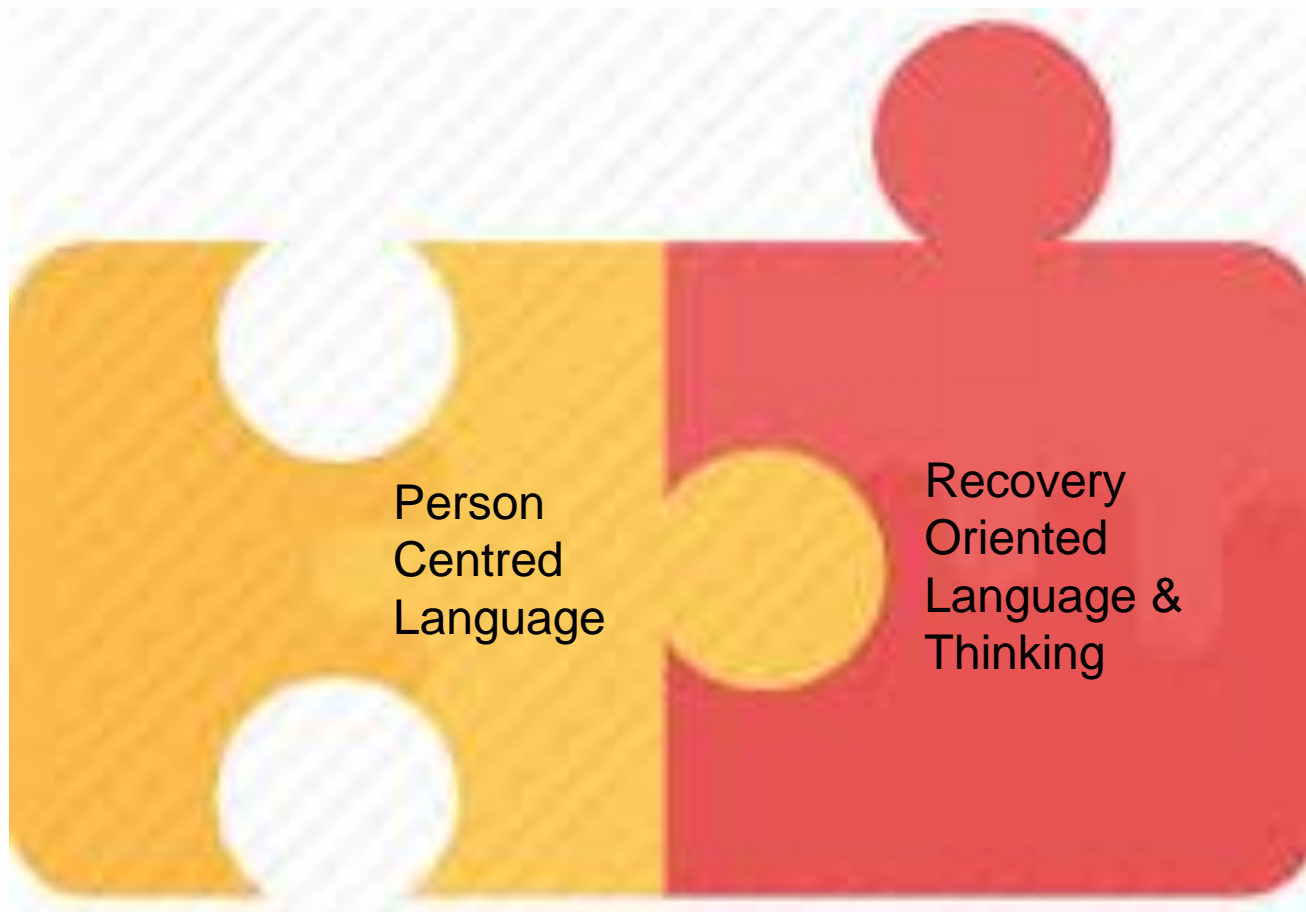 Person
Centred
Language
Recovery
Oriented
Language &
Thinking